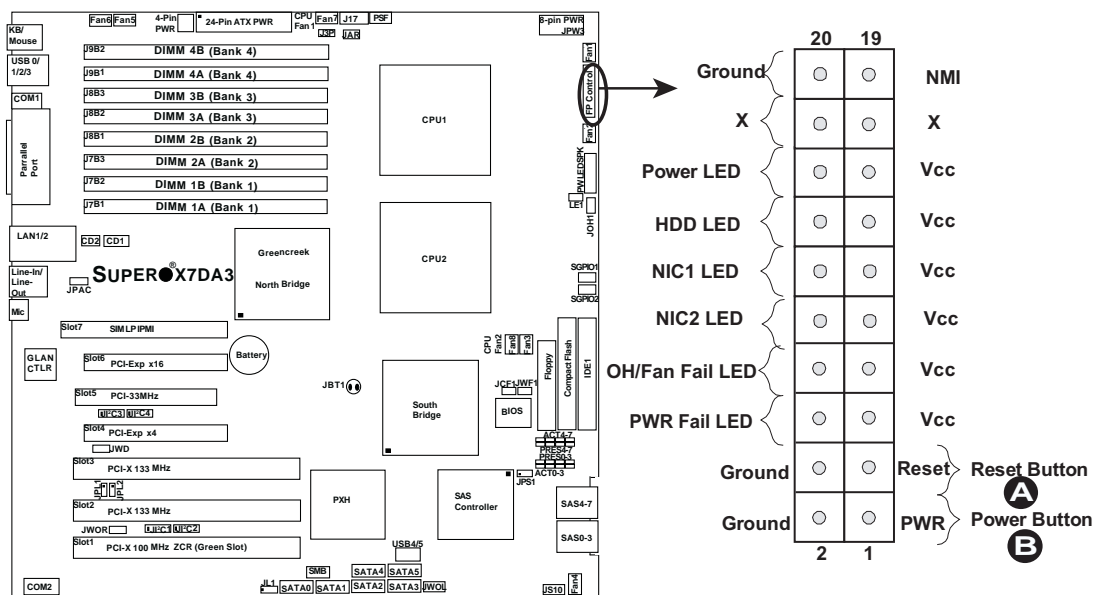 Fan6 Fan5
4-Pin PWR
24-Pin ATX PWR
CPU Fan 1
Fan7
J17
PSF
J3P
JAR
8-pin PWR
JPW3
KB/ Mouse
USB 0/ 1/2/3
COM1
Parrallel Port
LAN1/2
CD2 CD1
Line-In/ Line- Out
Mic
JPAC
J9B2 DIMM 4B (Bank 4)
J9B1 DIMM 4A (Bank 4)
J8B3 DIMM 3B (Bank 3)
J8B2 DIMM 3A (Bank 3)
J8B1 DIMM 2B (Bank 2)
J7B3 DIMM 2A (Bank 2)
J7B2 DIMM 1B (Bank 1)
J7B1 DIMM 1A (Bank 1)
SUPER®X7DA3
Greencreek
North Bridge
CPU1
CPU2
Fan1
FP Control
Fan2
PWLEDSPK
LE1
JOH1
SGPIO1
SGPIO2
Slot7 SIMLP IPMI
GLAN CTLR
Slot6 PCI-Exp x16
Battery
Slot5 PCI-33MHz
JI²C3 JI²C4
Slot4 PCI-Exp x4
JWD
Slot3 PCI-X 133 MHz
JPL1 JPL2
Slot2 PCI-X 133 MHz
JWOR JI²C1 JI²C2
Slot1 PCI-X 100 MHz ZCR (Green Slot)
COM2
JBT1
South Bridge
CPU Fan2
Fan8
Fan3
Floppy
Compact Flash
IDE1
JCF1 JWF1
BIOS
ACT4-7
PRES4-7
PRES0-3
ACT0-3
JPS1
PXH
SAS Controller
SAS4-7
SAS0-3
USB4/5
SMB
SATA4 SATA5
JL1
SATA0 SATA1 SATA2 SATA3
JWOL
JS10
Fan4
20 19
Ground NMI
X X
Power LED Vcc
HDD LED Vcc
NIC1 LED Vcc
NIC2 LED Vcc
OH/Fan Fail LED Vcc
PWR Fail LED Vcc
Ground Reset Reset Button
A
Ground PWR Power Button
B
2 1